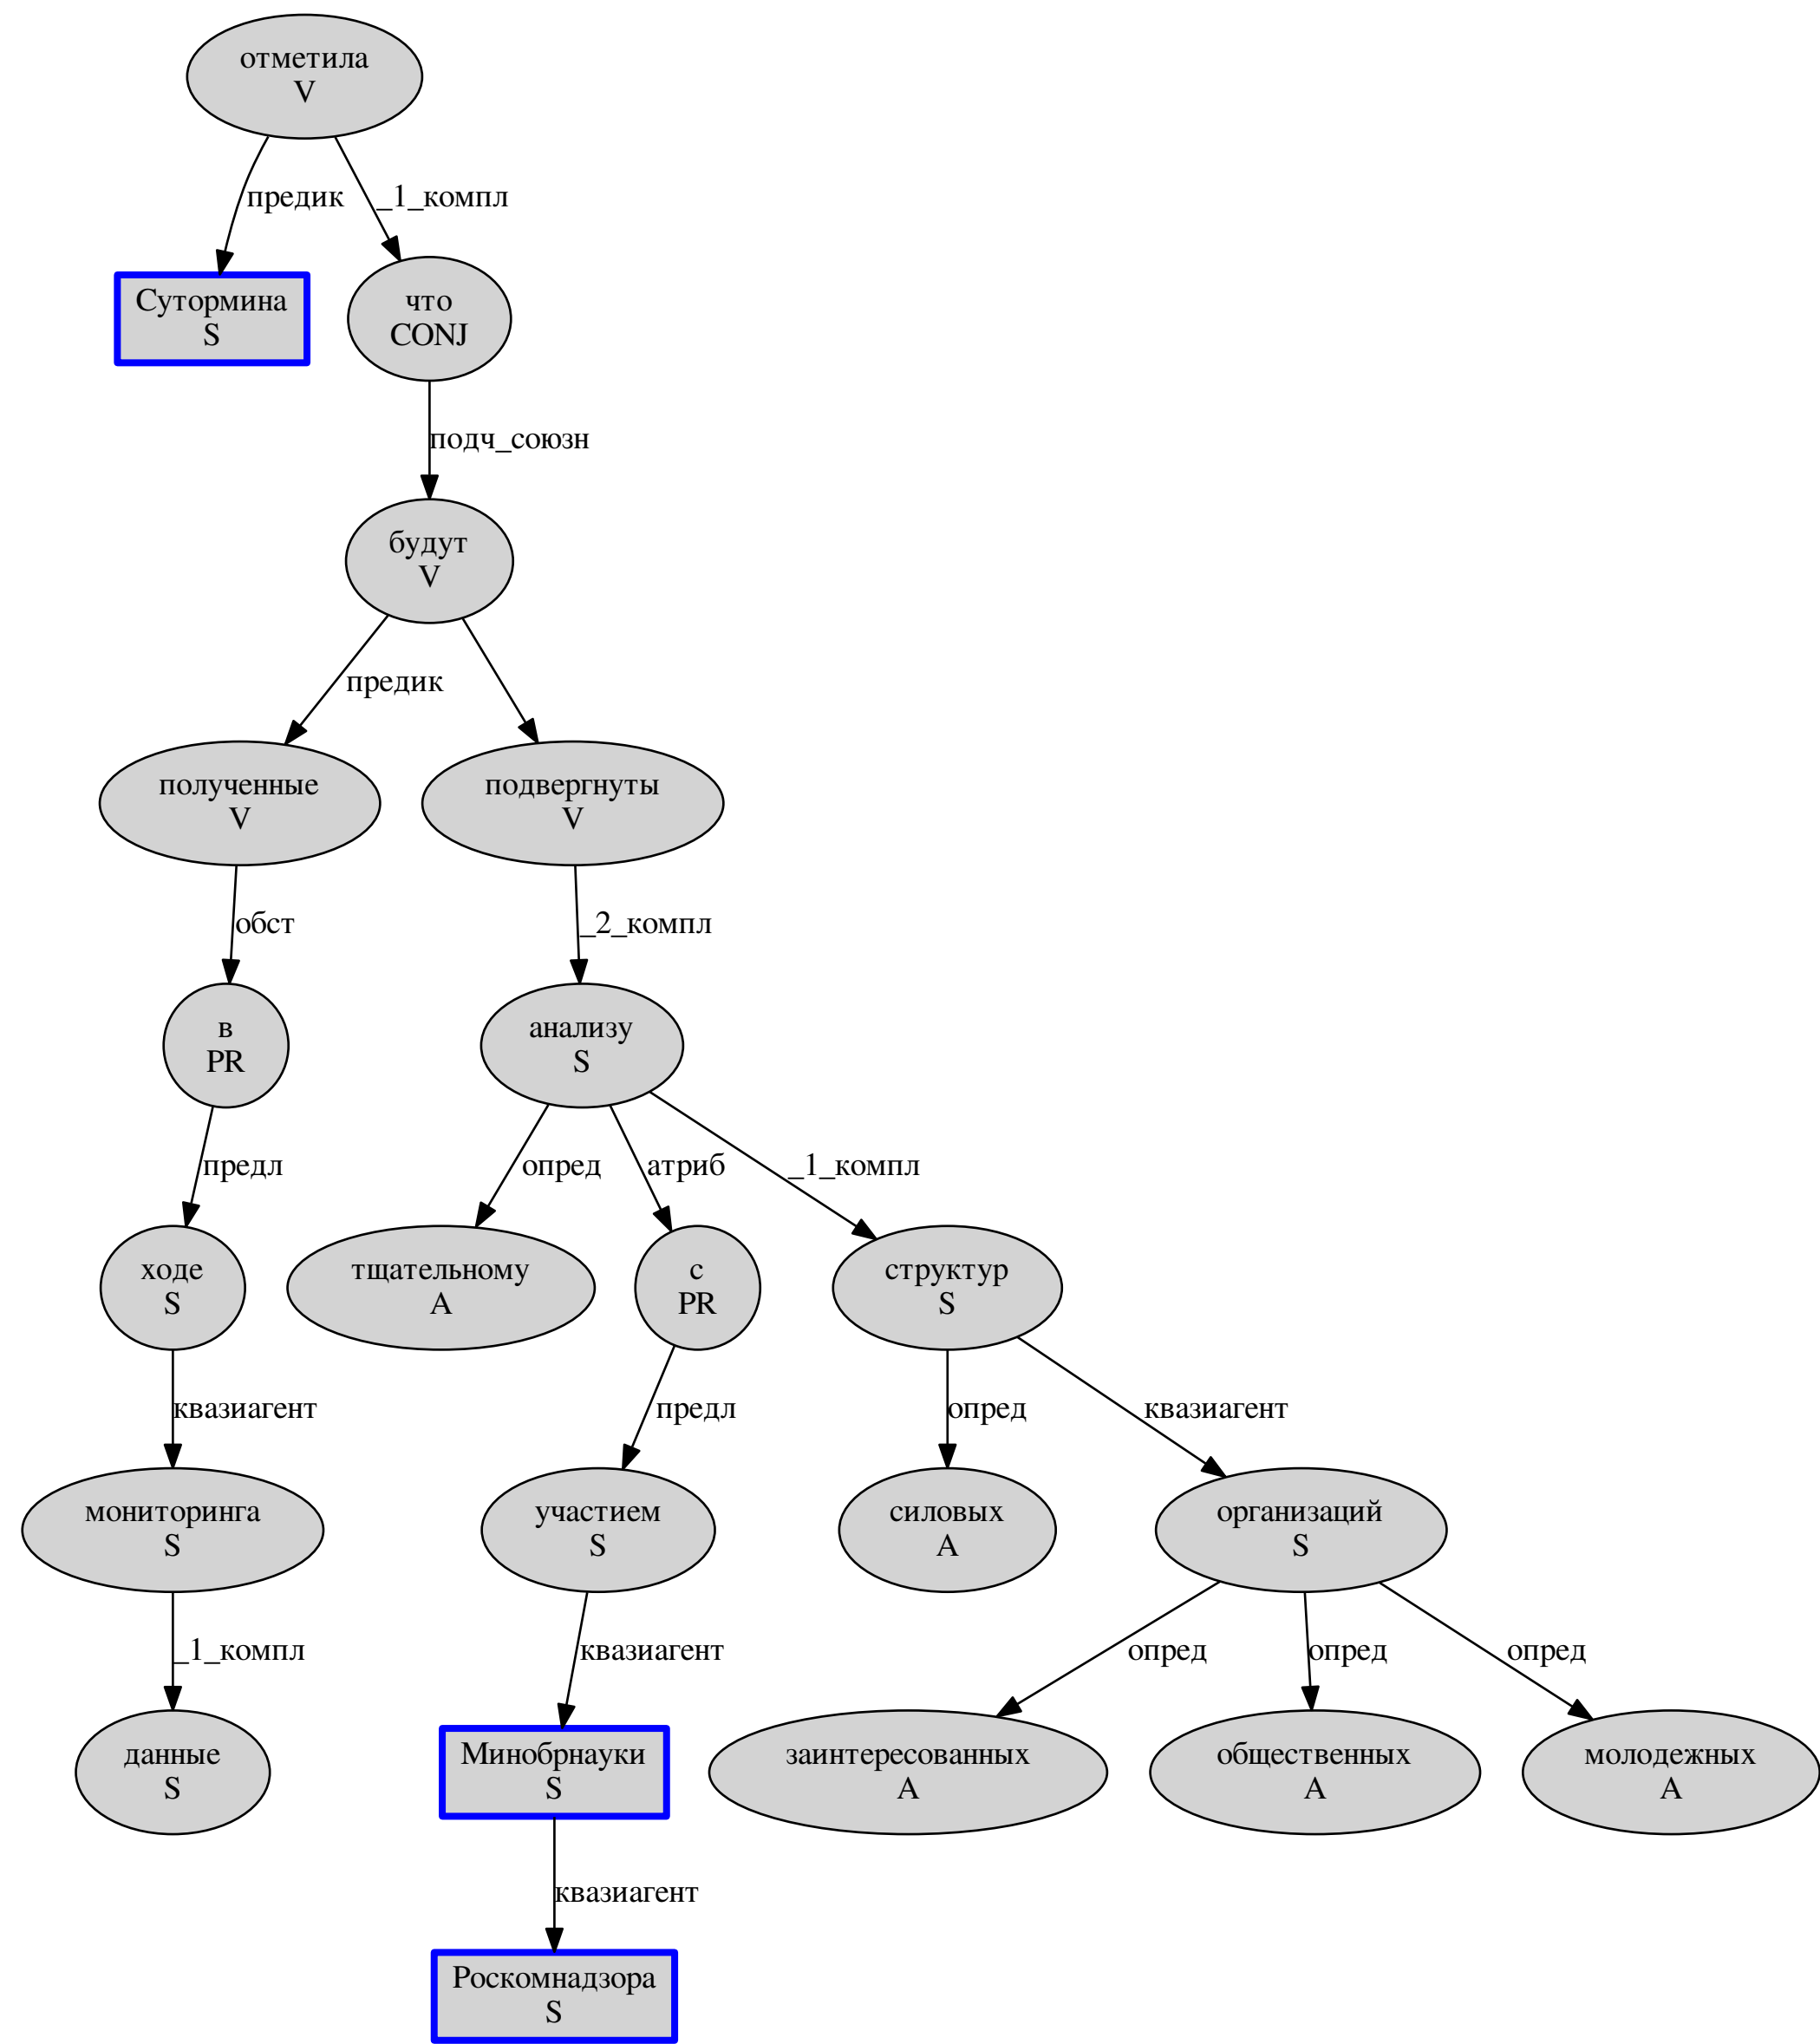 отметила
V
предик
_1_компл
Сутормина
S
что
CONJ
подч_союзн
будут
V
предик
полученные
V
подвергнуты
V
обст
_2_компл
в
PR
анализу
S
предл
опред
атриб
_1_компл
ходе
S
тщательному
A
с
PR
структур
S
квазиагент
предл
опред
квазиагент
мониторинга
S
участием
S
силовых
A
организаций
S
_1_компл
квазиагент
опред
опред
опред
данные
S
Минобрнауки
S
заинтересованных
A
общественных
A
молодежных
A
квазиагент
Роскомнадзора
S